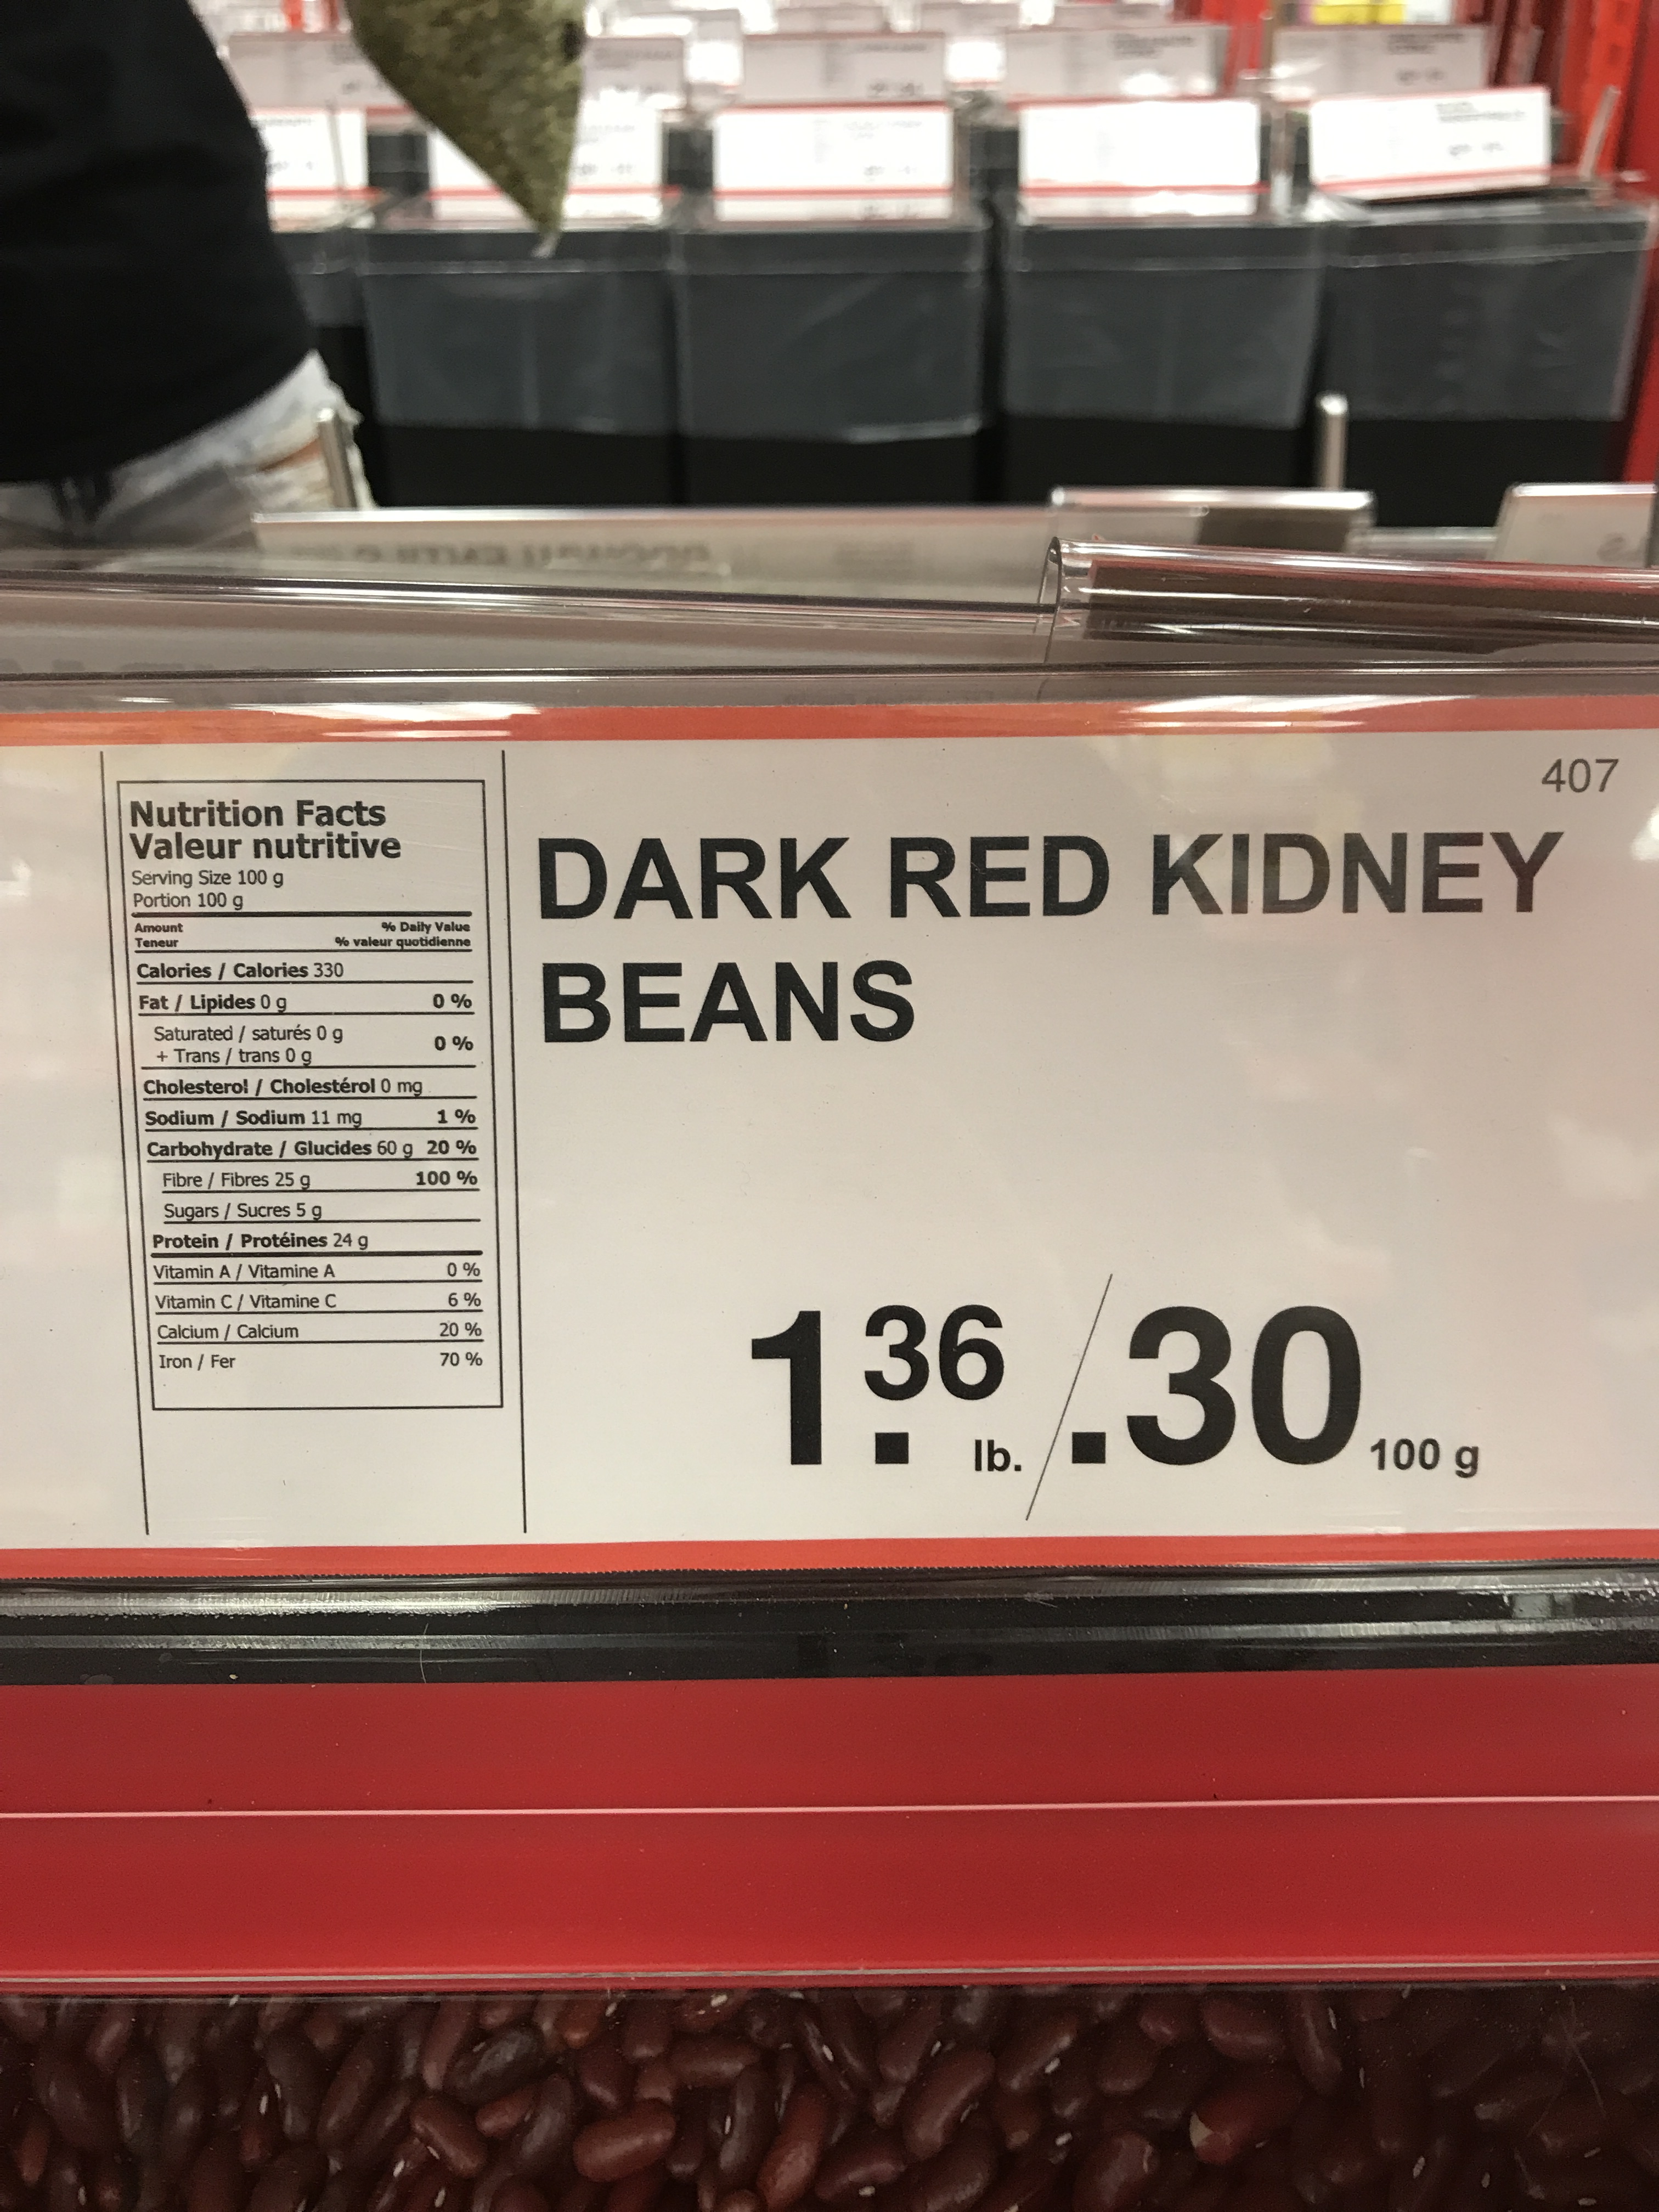 407
Nutrition Facts
Valeur nutritive
Serving Size 100 g
Portion 100 g
Amount % Daily Value
Teneur % valeur quotidienne
Calories / Calories 330
Fat / Lipides 0 g 0 %
Saturated / saturés 0 g
+ Trans / trans 0 g 0 %
Cholesterol / Cholestérol 0 mg
Sodium / Sodium 11 mg 1 %
Carbohydrate / Glucides 60 g 20 %
Fibre / Fibres 25 g 100 %
Sugars / Sucres 5 g
Protein / Protéines 24 g
Vitamin A / Vitamine A 0 %
Vitamin C / Vitamine C 6 %
Calcium / Calcium 20 %
Iron / Fer 70 %
DARK RED KIDNEY
BEANS
1.36 lb. / .30 100 g